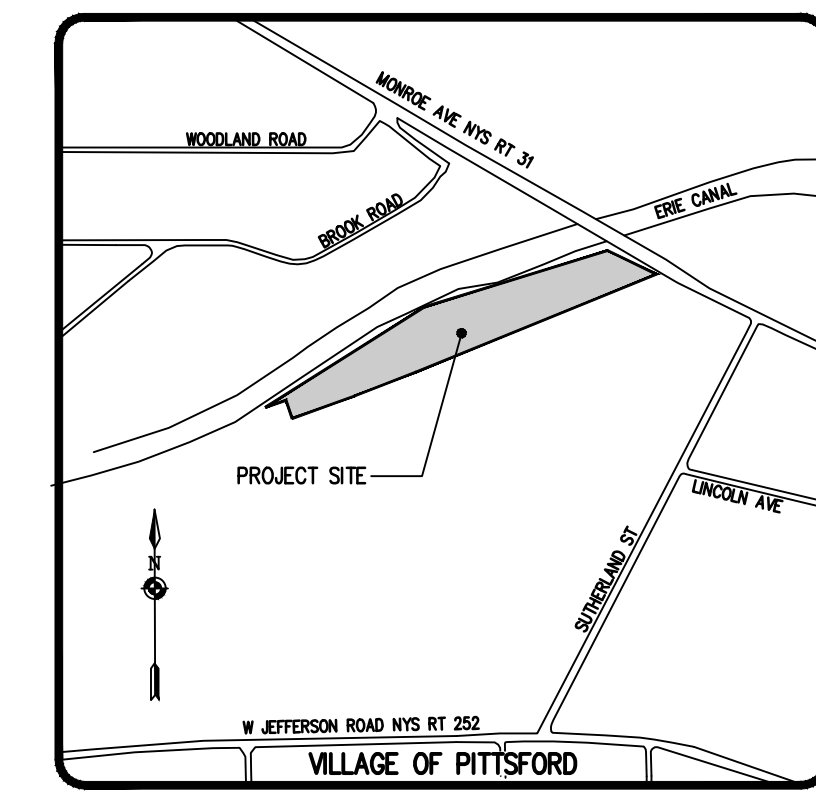 MONROE AVE NYS RT 31
WOODLAND ROAD
ERIE CANAL
BROOK ROAD
PROJECT SITE
LINCOLN AVE
SUTHERLAND ST
N
W JEFFERSON ROAD NYS RT 252
VILLAGE OF PITTSFORD